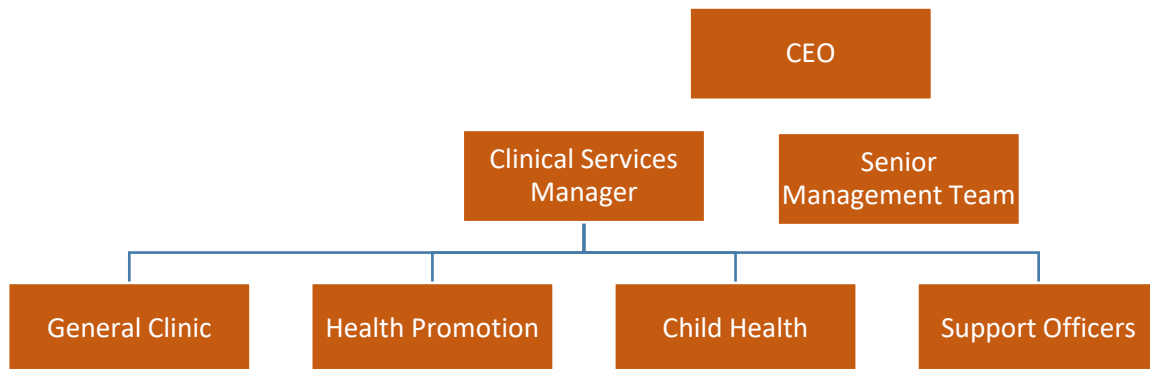 CEO
Clinical Services
Manager
Senior
Management Team
General Clinic
Health Promotion
Child Health
Support Officers